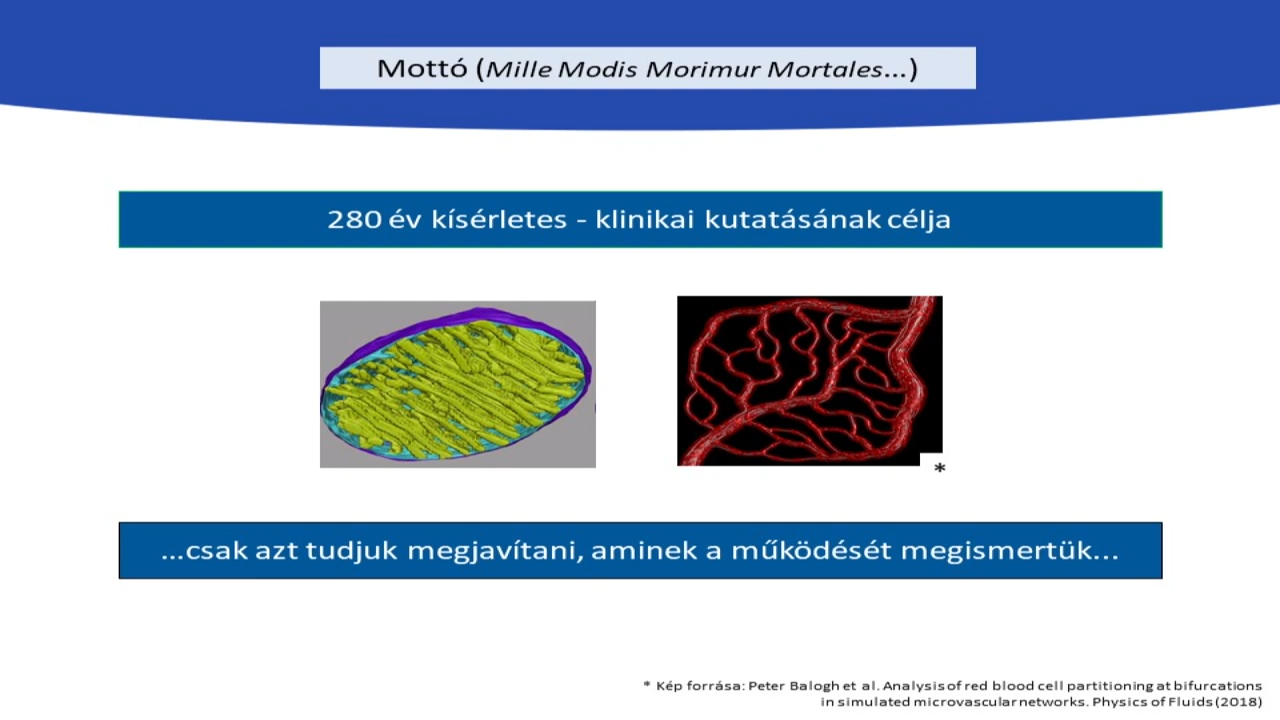 Mottó (Mille Modis Morimur Mortales...)
280 év kísérletes - klinikai kutatásának célja
*
...csak azt tudjuk megjavítani, aminek a működését megismertük...
* Kép forrása: Peter Balogh et al. Analysis of red blood cell partitioning at bifurcations
in simulated microvascular networks. Physics of Fluids (2018)